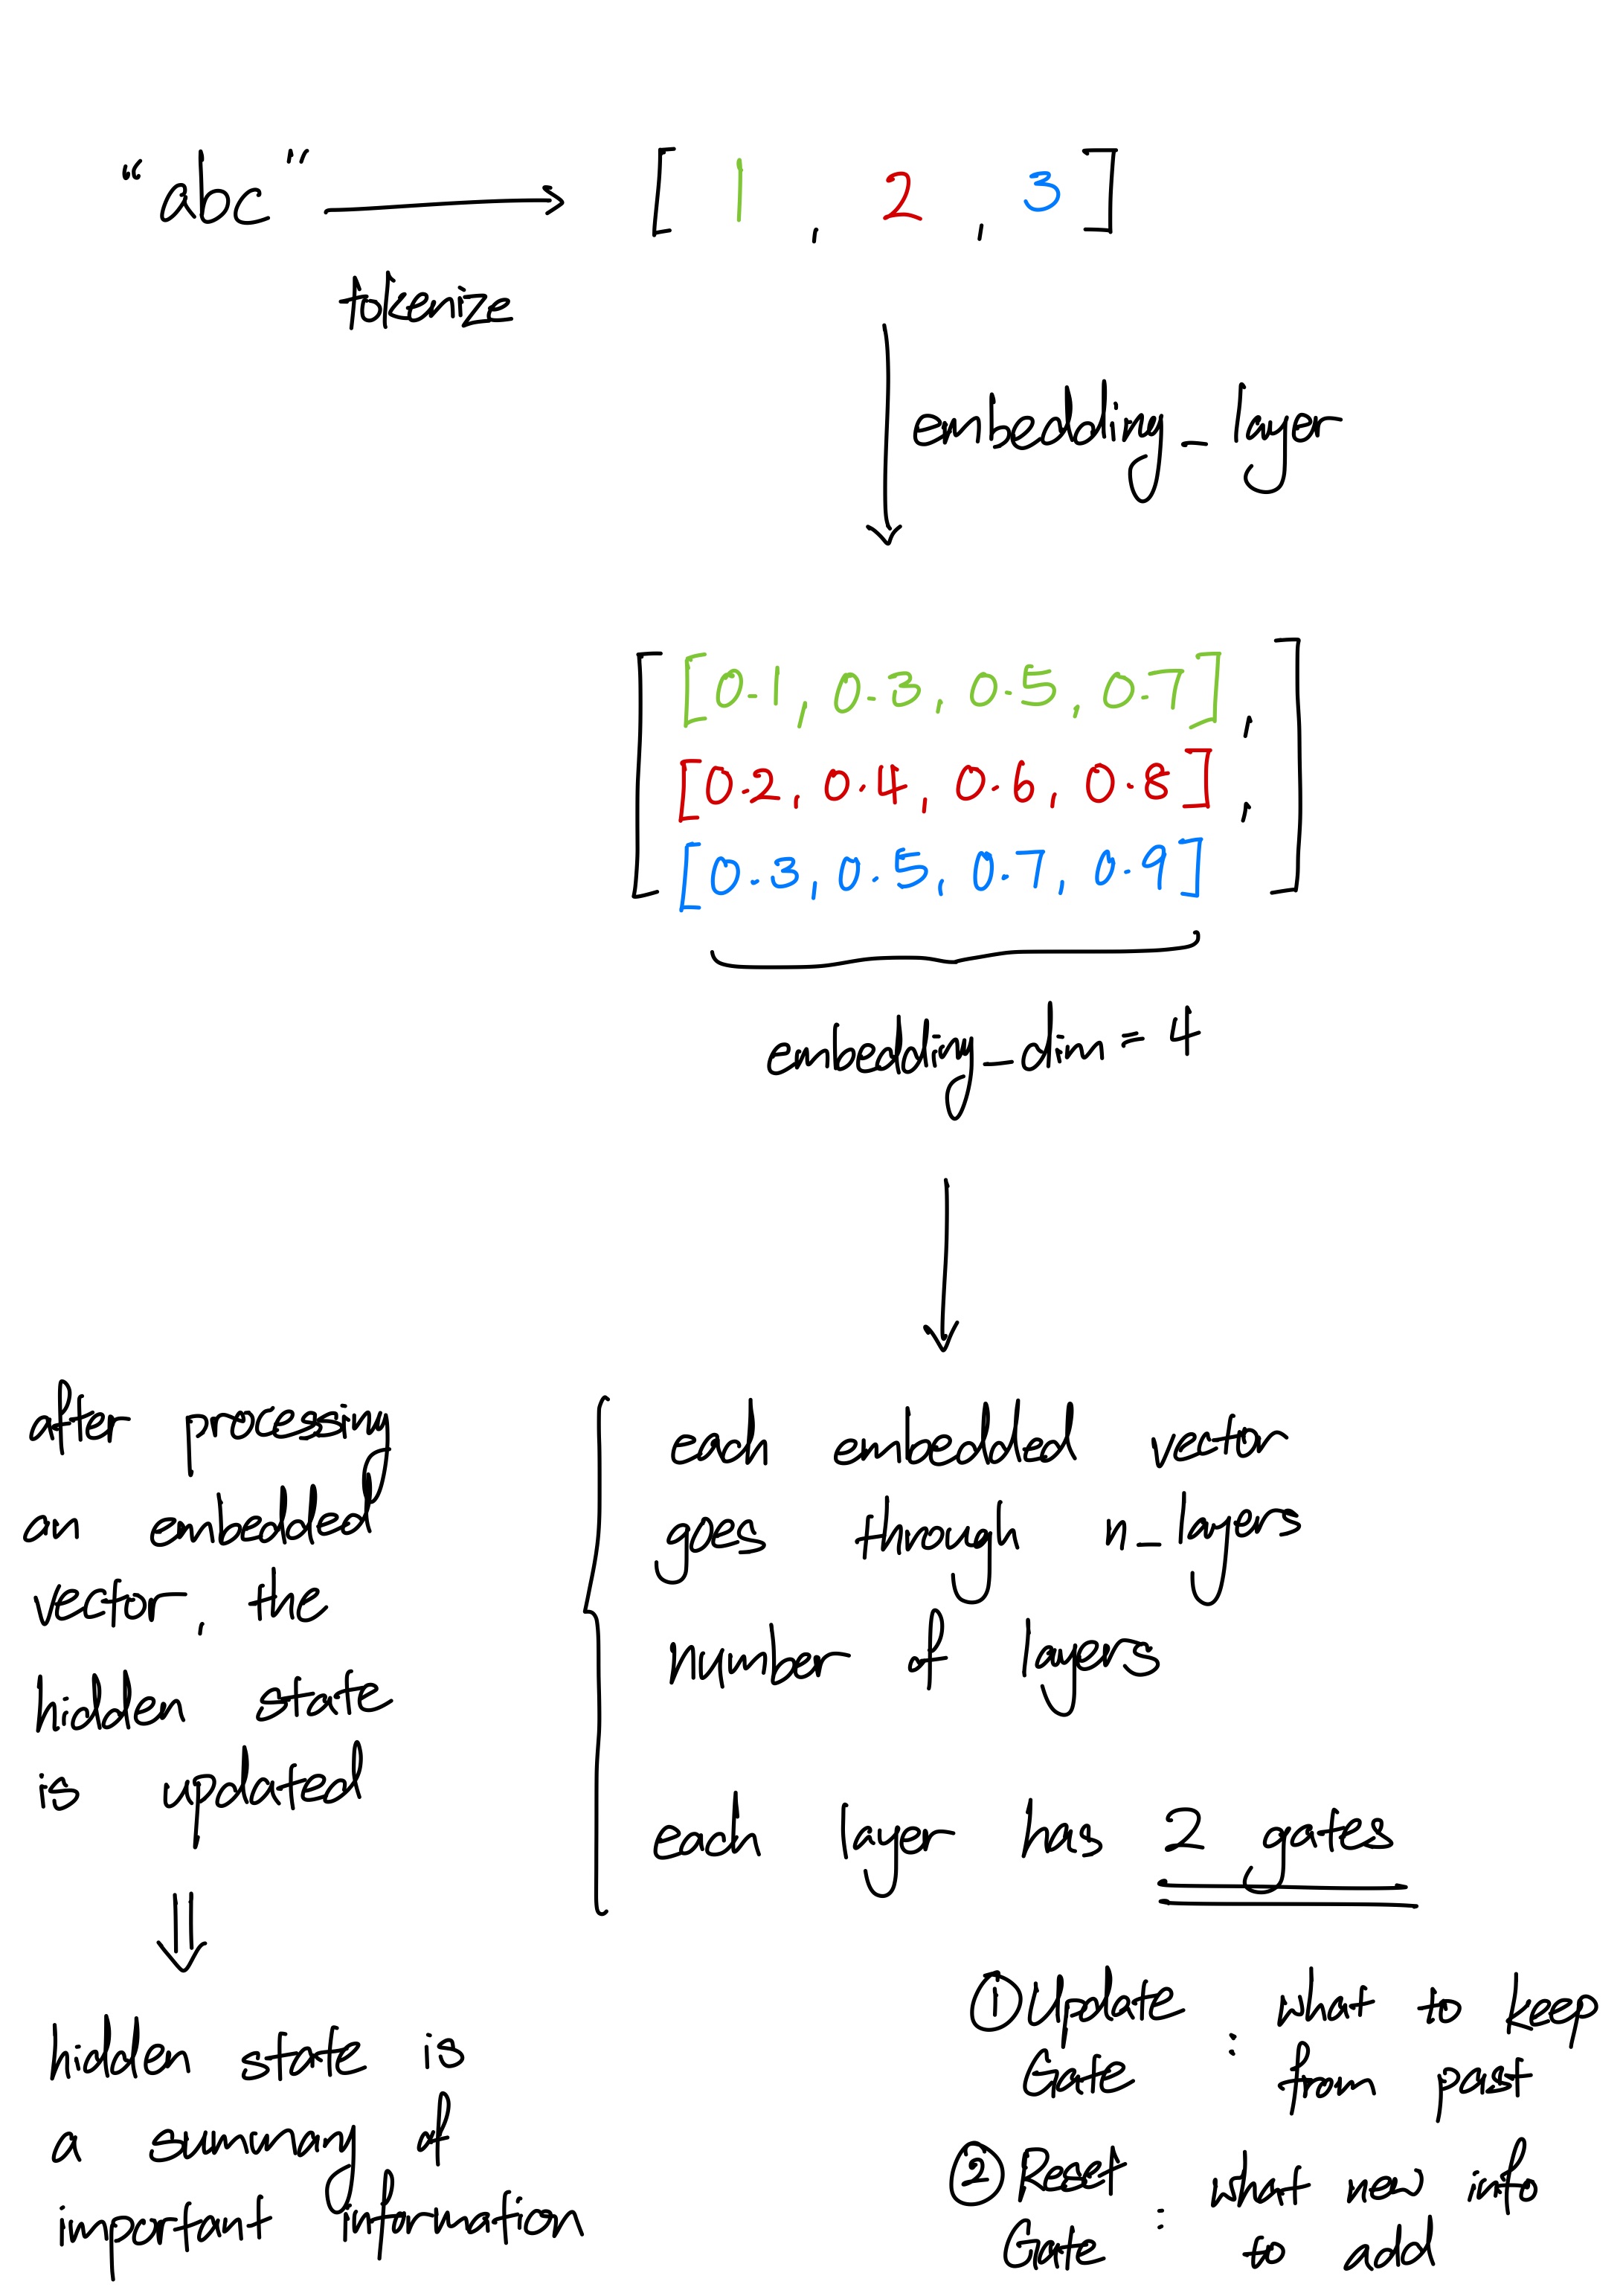 “abc”
[ 1 , 2 , 3 ]
tokenize
embedding_layer
[ [0.1, 0.3, 0.5, 0.7],
[0.2, 0.4, 0.6, 0.8],
[0.3, 0.5, 0.7, 0.9] ]
embedding_dim = 4
after processing
an embedded
vector, the
hidden state
is updated
hidden state is
a summary of
important information
each embedded vector
goes through n_layers
number of layers
each layer has 2 gates
① Update what to keep
Gate : from past
② Reset what new info
Gate : to add